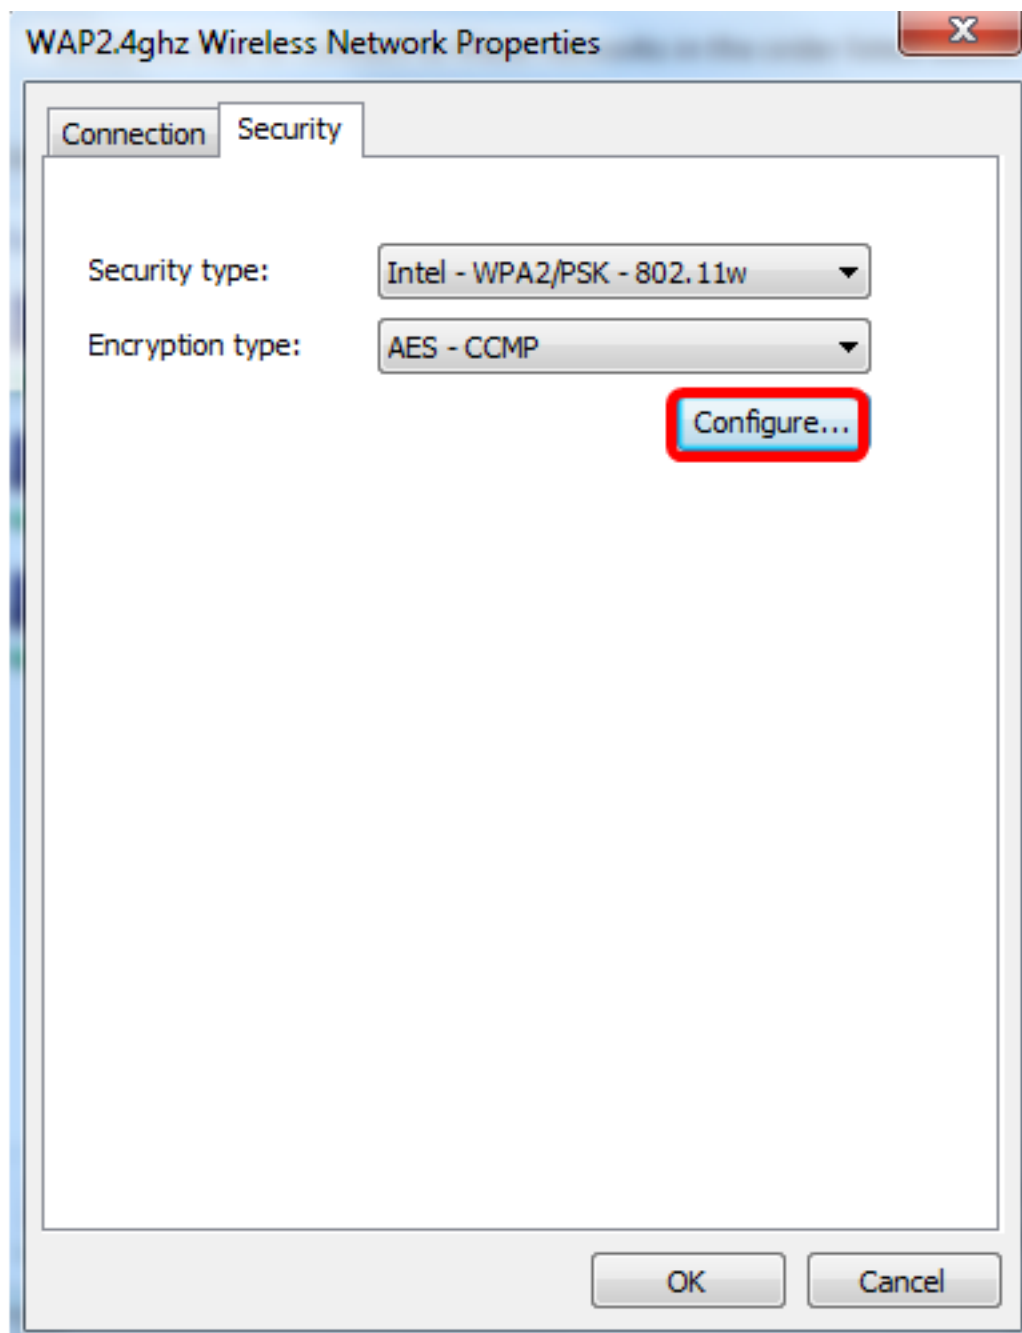 WAP2.4ghz Wireless Network Properties
Connection Security
Security type: Intel - WPA2/PSK - 802.11w
Encryption type: AES - CCMP
Configure...
OK Cancel